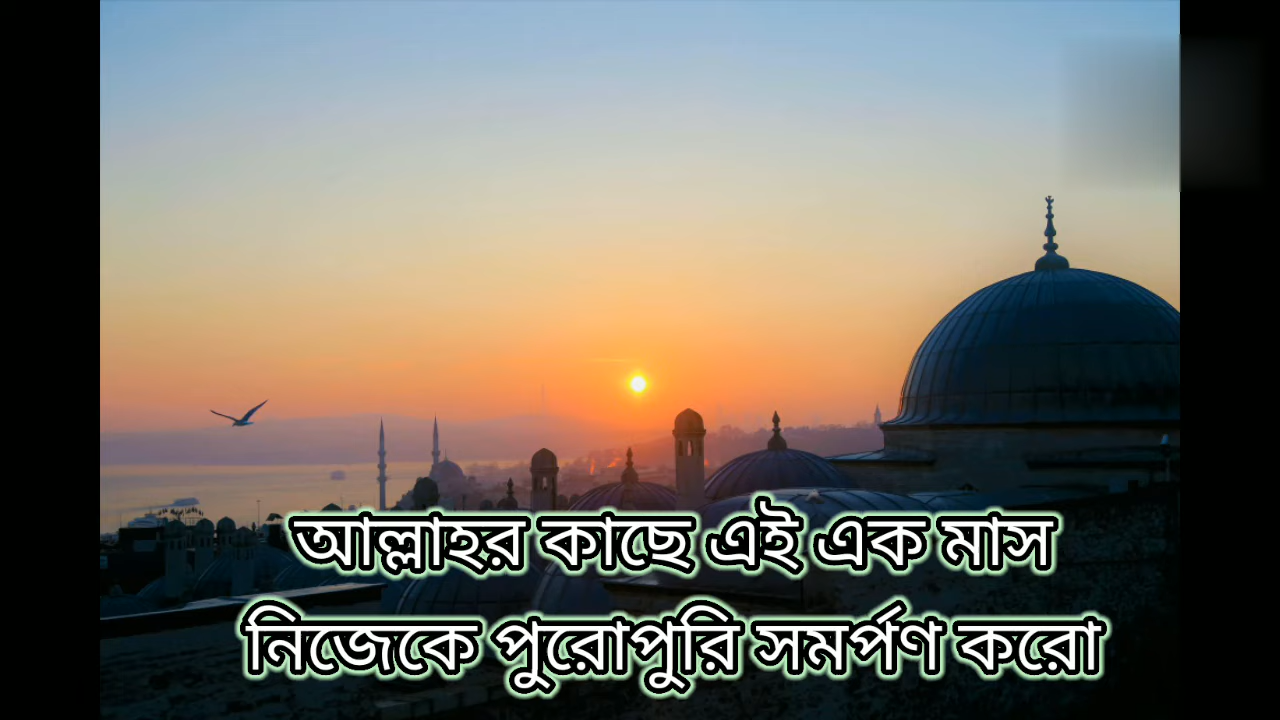 আল্লাহর কাছে এই এক মাস
নিজেকে পুরোপুরি সমর্পণ করো